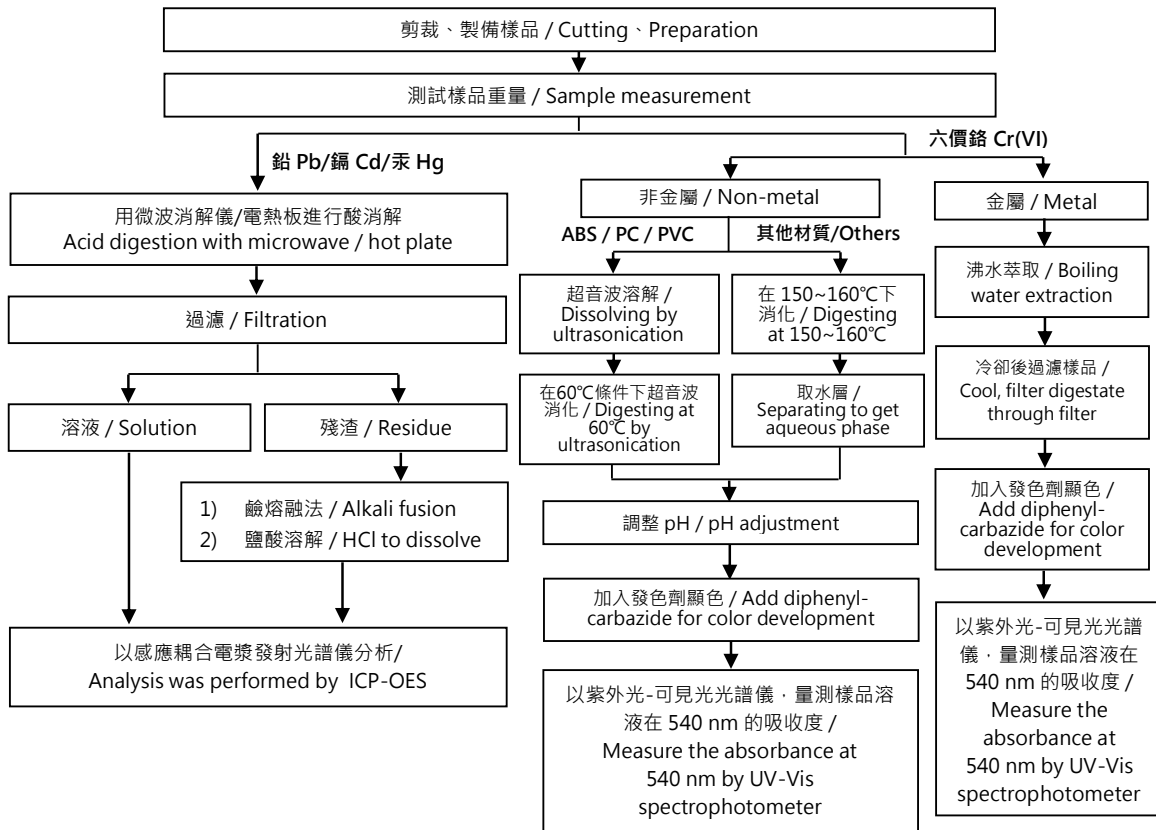 剪裁、製備樣品 / Cutting、Preparation
測試樣品重量 / Sample measurement
鉛 Pb/鎘 Cd/汞 Hg
六價鉻 Cr(VI)
用微波消解儀/電熱板進行酸消解
Acid digestion with microwave / hot plate
過濾 / Filtration
溶液 / Solution
殘渣 / Residue
1) 鹼熔融法 / Alkali fusion
2) 鹽酸溶解 / HCl to dissolve
以感應耦合電漿發射光譜儀分析/
Analysis was performed by ICP-OES
非金屬 / Non-metal
ABS / PC / PVC
其他材質/Others
超音波溶解 /
Dissolving by
ultrasonication
在60℃條件下超音波
消化 / Digesting at
60℃ by
ultrasonication
在 150~160℃下
消化 / Digesting
at 150~160℃
取水層 /
Separating to get
aqueous phase
調整 pH / pH adjustment
加入發色劑顯色 / Add diphenyl-
carbazide for color development
以紫外光-可見光光譜儀，量測樣品溶
液在 540 nm 的吸收度 /
Measure the absorbance at
540 nm by UV-Vis
spectrophotometer
金屬 / Metal
沸水萃取 / Boiling
water extraction
冷卻後過濾樣品 /
Cool, filter digestate
through filter
加入發色劑顯色 /
Add diphenyl-
carbazide for color
development
以紫外光-可見光光譜
儀，量測樣品溶液在
540 nm 的吸收度 /
Measure the
absorbance at
540 nm by UV-Vis
spectrophotometer